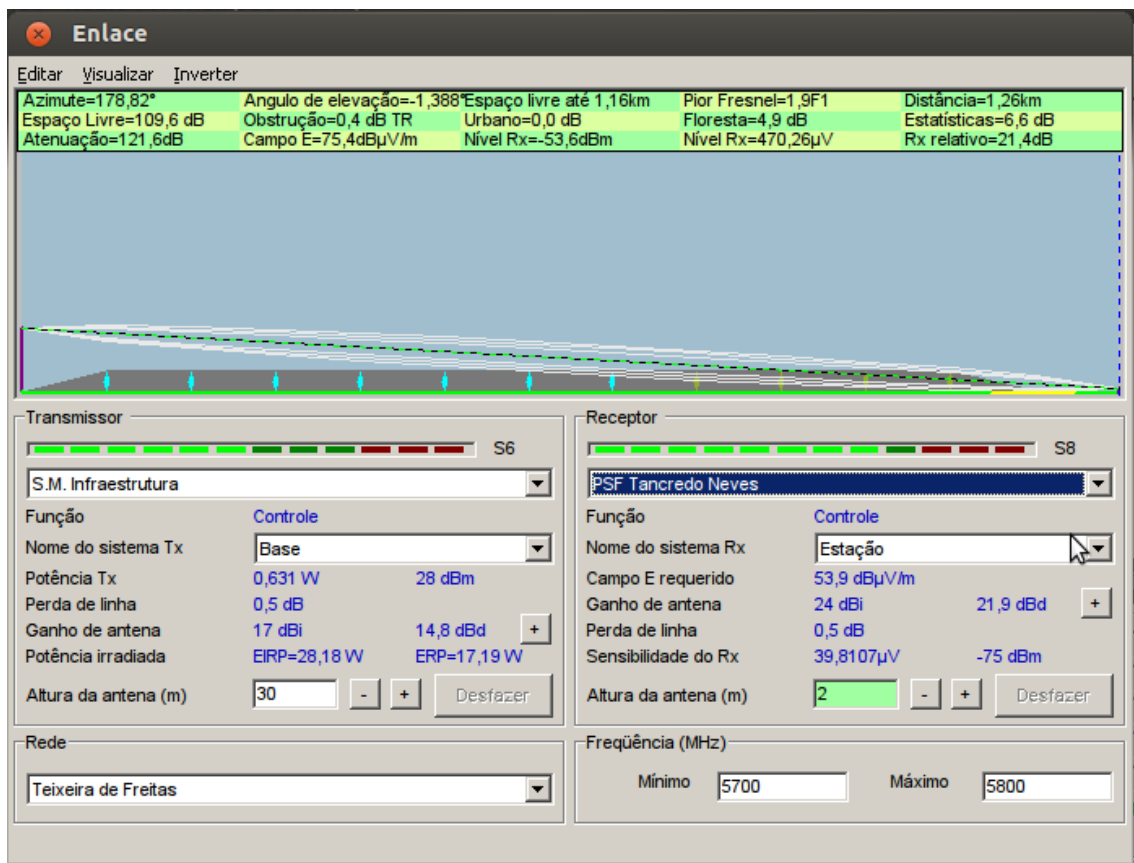 Enlace
Editar Visualizar Inverter
Azimute=178,82° Angulo de elevação=-1,388° Espaço livre até 1,16km Pior Fresnel=1,9F1 Distância=1,26km
Espaço Livre=109,6 dB Obstrução=0,4 dB TR Urbano=0,0 dB Floresta=4,9 dB Estatísticas=6,6 dB
Atenuação=121,6dB Campo E=75,4dBµV/m Nível Rx=-53,6dBm Nível Rx=470,26µV Rx relativo=21,4dB
Transmissor
S6
S.M. Infraestrutura
Função Controle
Nome do sistema Tx Base
Potência Tx 0,631 W 28 dBm
Perda de linha 0,5 dB
Ganho de antena 17 dBi 14,8 dBd +
Potência irradiada EIRP=28,18 W ERP=17,19 W
Altura da antena (m) 30 - + Desfazer
Receptor
S8
PSF Tancredo Neves
Função Controle
Nome do sistema Rx Estação
Campo E requerido 53,9 dBµV/m
Ganho de antena 24 dBi 21,9 dBd +
Perda de linha 0,5 dB
Sensibilidade do Rx 39,8107µV -75 dBm
Altura da antena (m) 2 - + Desfazer
Rede
Teixeira de Freitas
Freqüência (MHz)
Mínimo 5700 Máximo 5800